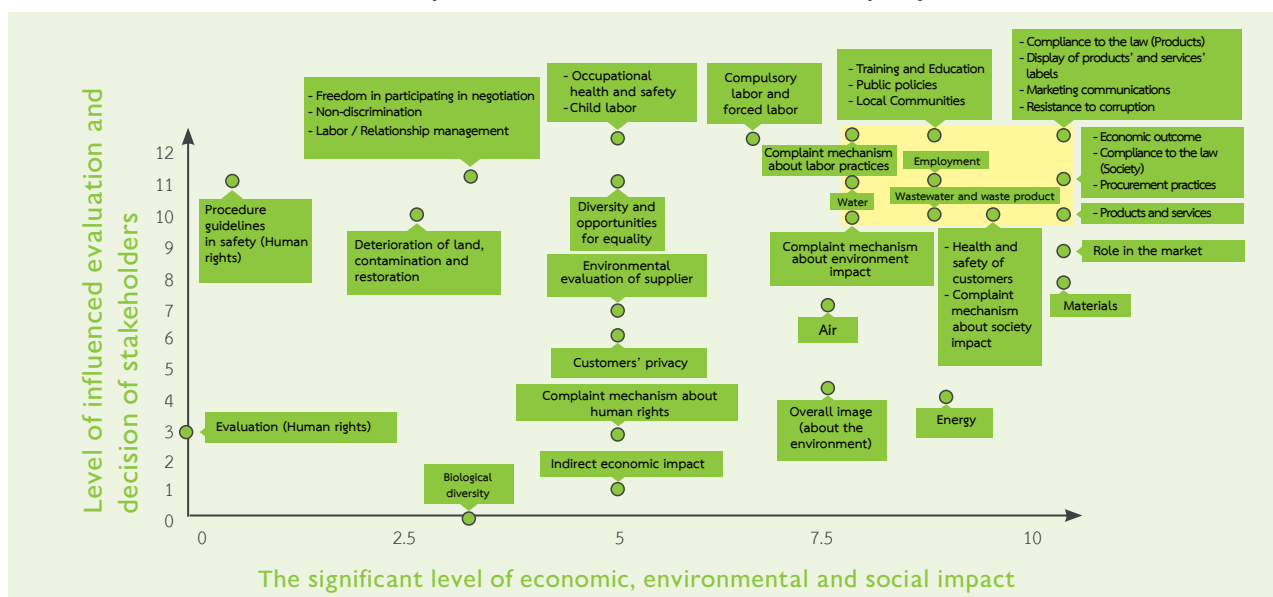 Level of influenced evaluation and
decision of stakeholders
- Freedom in participating in negotiation
- Non-discrimination
- Labor / Relationship management
- Occupational
health and safety
- Child labor
Compulsory
labor and
forced labor
- Training and Education
- Public policies
- Local Communities
- Compliance to the law (Products)
- Display of products' and services'
labels
- Marketing communications
- Resistance to corruption
12
11
10
9
8
7
6
5
4
3
2
1
0
Procedure
guidelines
in safety (Human
rights)
Deterioration of land,
contamination and
restoration
Diversity and
opportunities
for equality
Environmental
evaluation of supplier
Customers' privacy
Complaint mechanism about
human rights
Indirect economic impact
Evaluation (Human rights)
Biological
diversity
Complaint mechanism
about labor practices
Employment
Water
Wastewater and waste product
- Economic outcome
- Compliance to the law
(Society)
- Procurement practices
- Products and services
Complaint mechanism
about environment
impact
- Health and
safety of
customers
- Complaint
mechanism
about society
impact
Role in the market
Materials
Air
Overall image
(about the
environment)
Energy
0
2.5
5
7.5
10
The significant level of economic, environmental and social impact